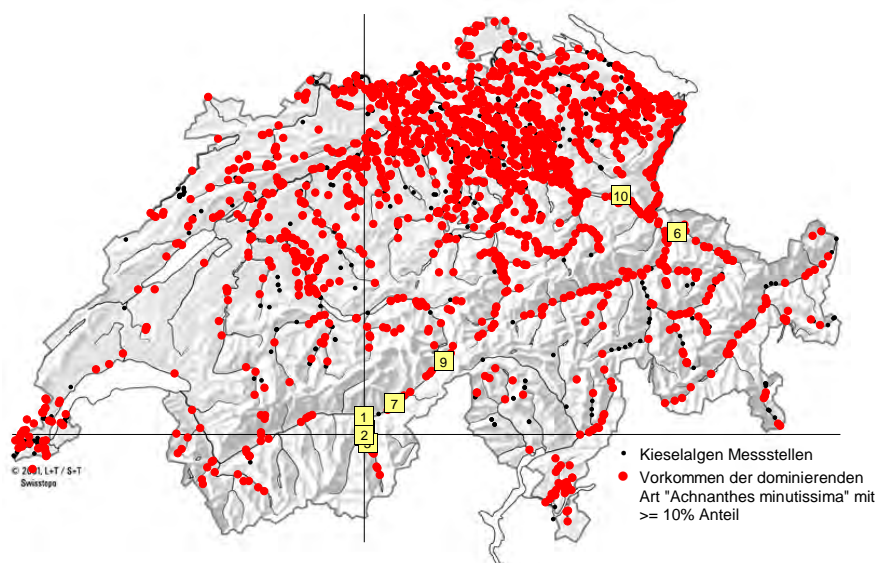 10
6
9
7
1
2
© 2001, L+T / S+T
Swisstopo
Kieselalgen Messstellen
Vorkommen der dominierenden
Art "Achnanthes minutissima" mit
>= 10% Anteil